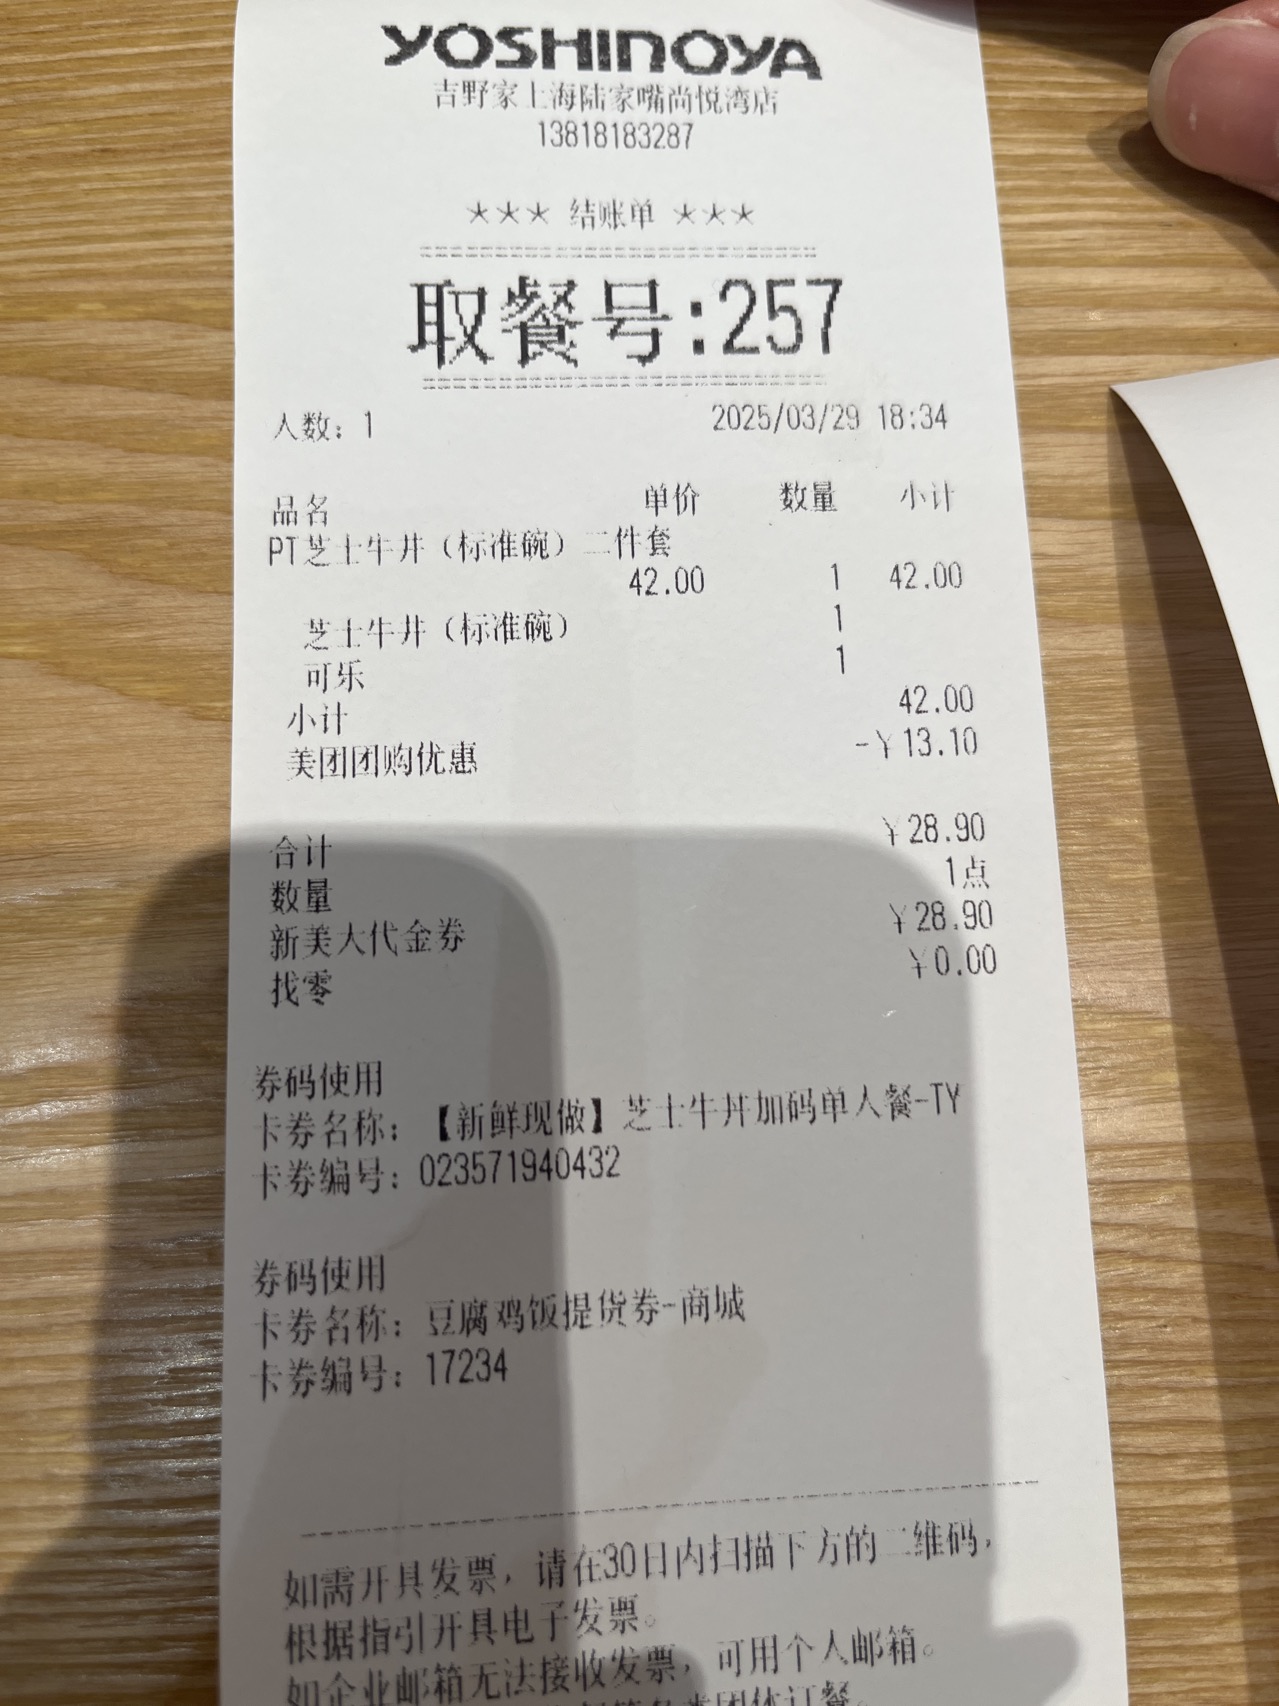 YOSHINOYA
吉野家上海陆家嘴尚悦湾店
13818183287
*** 结账单 ***
取餐号:257
人数：1 2025/03/29 18:34
品名 单价 数量 小计
PT芝士牛丼（标准碗）二件套
42.00 1 42.00
芝士牛丼（标准碗） 1
可乐 1
小计 42.00
美团团购优惠 -￥13.10
合计 ￥28.90
数量 1点
新美大代金券 ￥28.90
找零 ￥0.00
券码使用
卡券名称：【新鲜现做】芝士牛丼加码单人餐-TY
卡券编号：023571940432
券码使用
卡券名称：豆腐鸡饭提货券-商城
卡券编号：17234
如需开具发票，请在30日内扫描下方的二维码，
根据指引开具电子发票。
如企业邮箱无法接收发票，可用个人邮箱。
美团团体订餐。